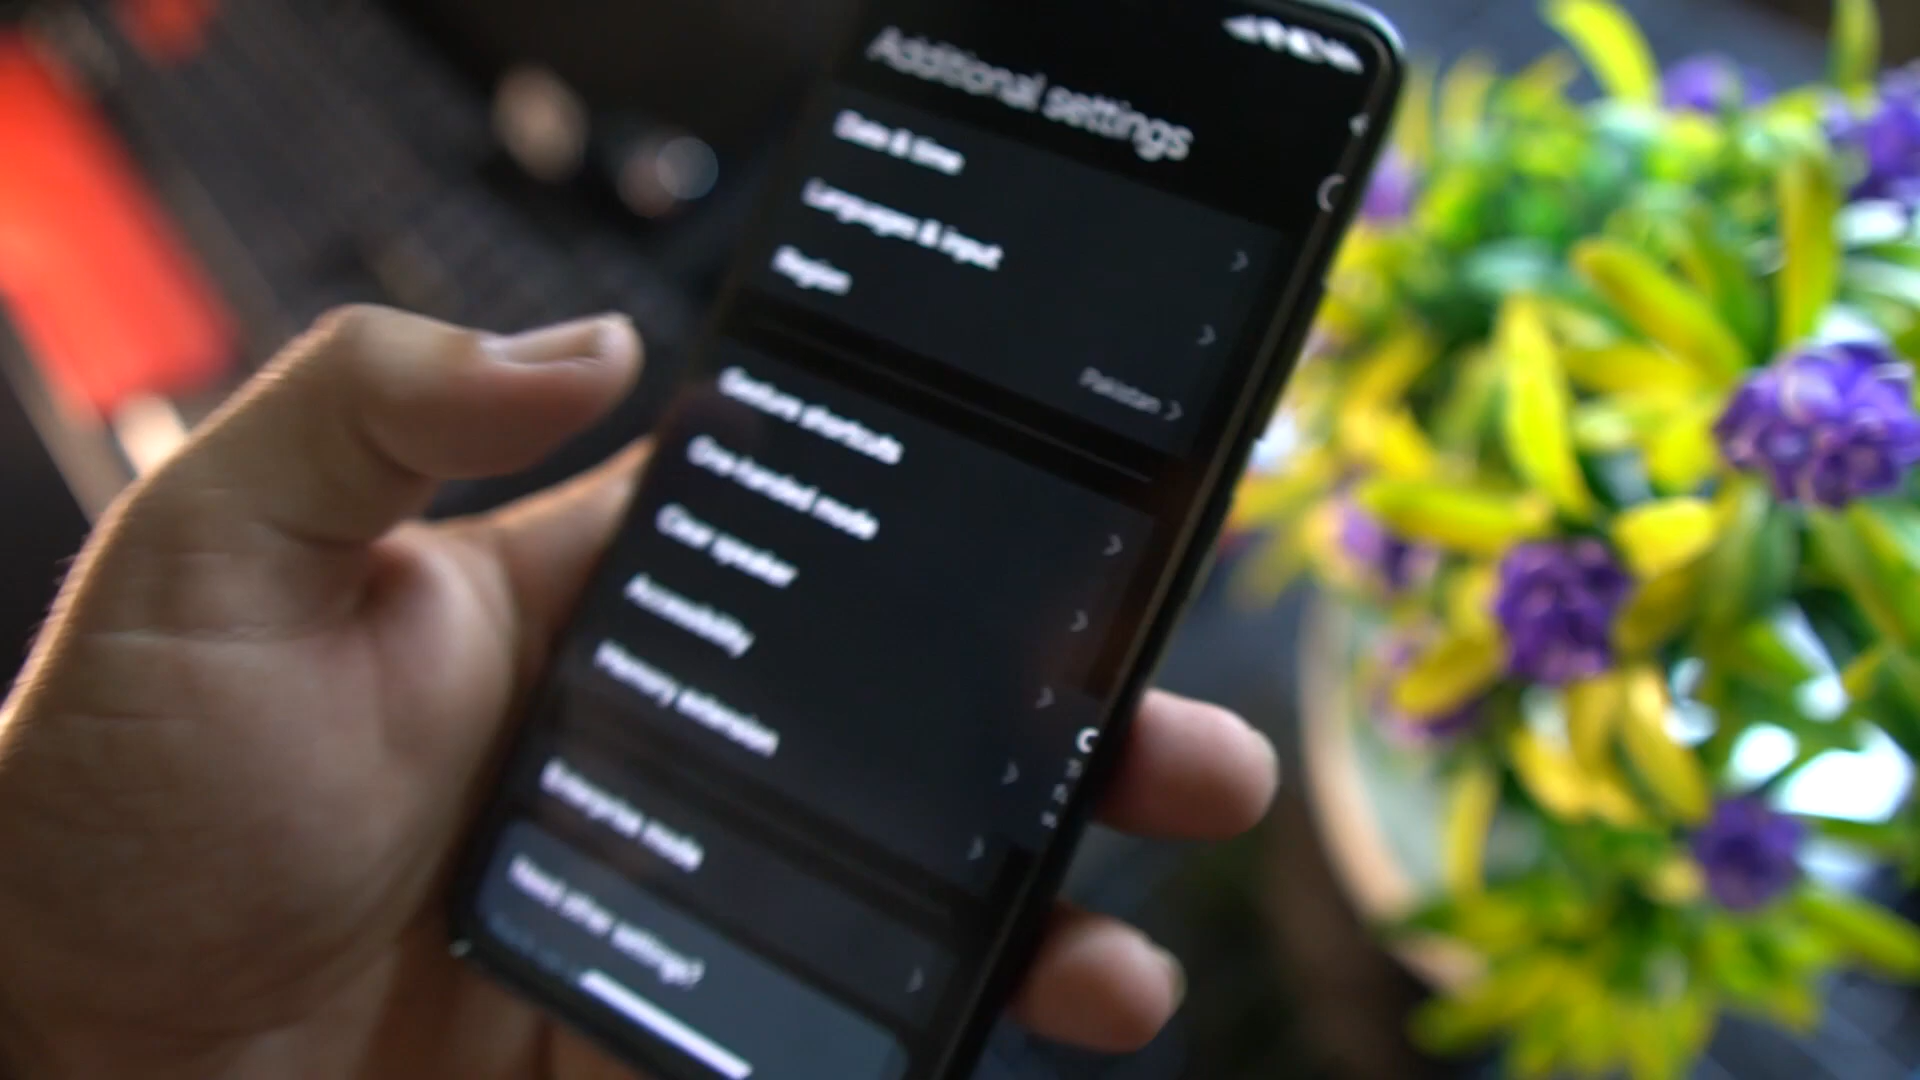 Additional settings
Date & time
Languages & input
Region
Pakistan
Gesture shortcuts
One-handed mode
Clear speaker
Accessibility
Memory extension
Enterprise mode
Need other settings?